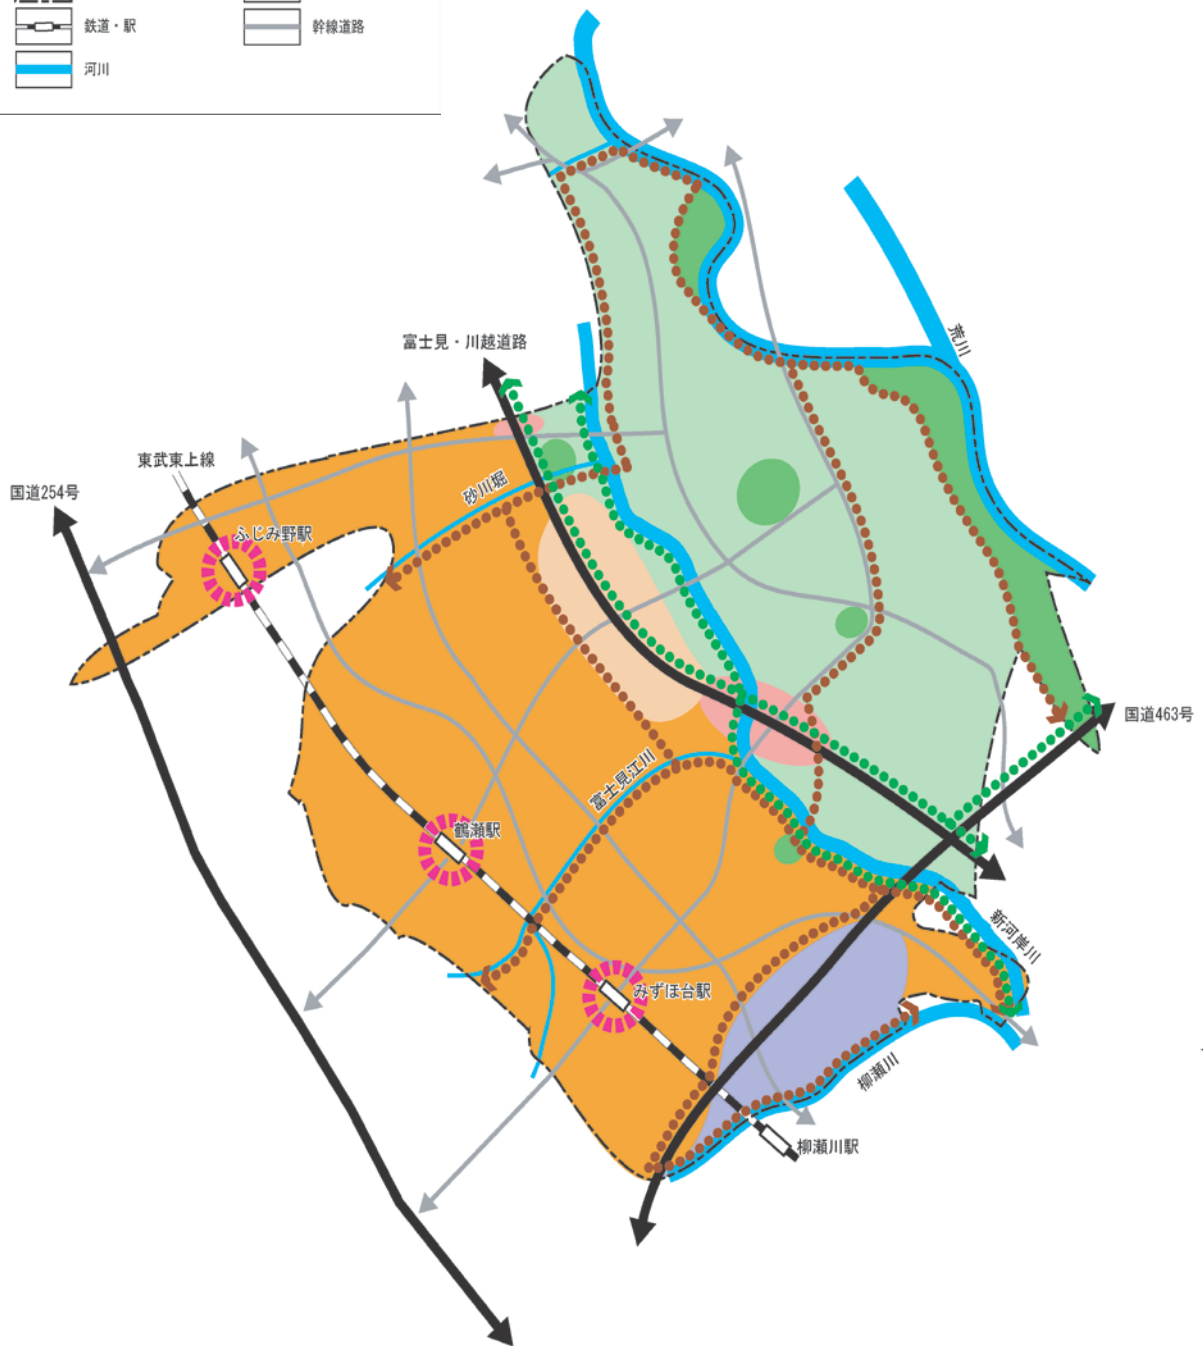 鉄道・駅
幹線道路
河川
荒川
富士見・川越道路
東武東上線
国道254号
砂川堀
ふじみ野駅
国道463号
富士見江川
鶴瀬駅
新河岸川
みずほ台駅
柳瀬川
柳瀬川駅